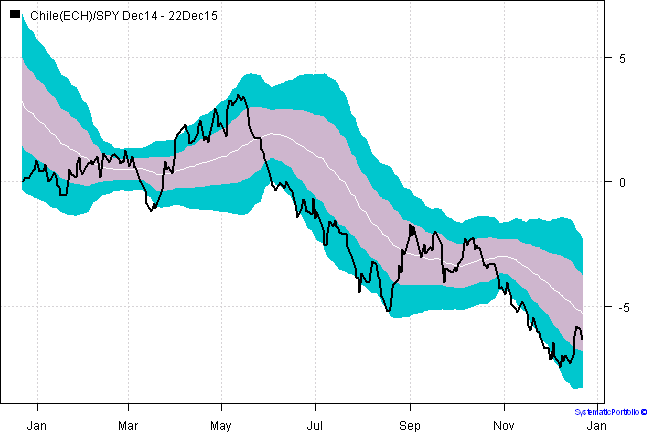 Chile(ECH)/SPY Dec14 - 22Dec15
5
0
-5
Jan Mar May Jul Sep Nov Jan
SystematicPortfolio ©